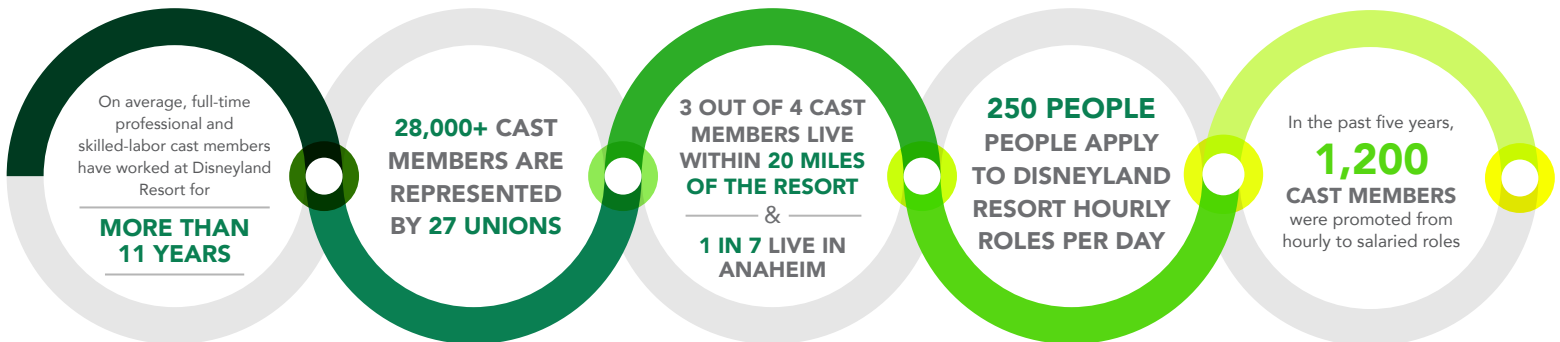 On average, full-time
professional and
skilled-labor cast members
have worked at Disneyland
Resort for
MORE THAN
11 YEARS
28,000+ CAST
MEMBERS ARE
REPRESENTED
BY 27 UNIONS
3 OUT OF 4 CAST
MEMBERS LIVE
WITHIN 20 MILES
OF THE RESORT
&
1 IN 7 LIVE IN
ANAHEIM
250 PEOPLE
PEOPLE APPLY
TO DISNEYLAND
RESORT HOURLY
ROLES PER DAY
In the past five years,
1,200
CAST MEMBERS
were promoted from
hourly to salaried roles